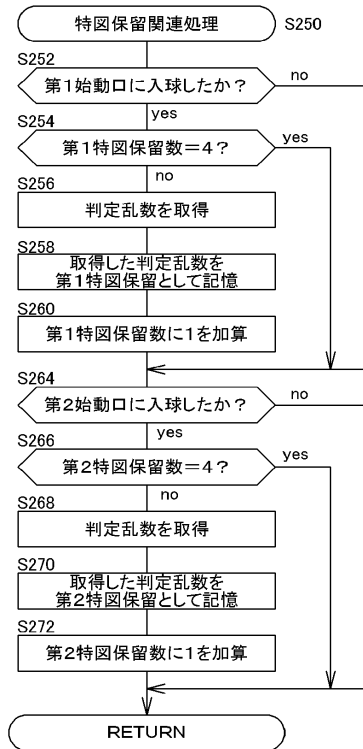 特図保留関連処理
S250
S252
第1始動口に入球したか？
no
yes
S254
第1特図保留数＝4？
yes
no
S256
判定乱数を取得
S258
取得した判定乱数を
第1特図保留として記憶
S260
第1特図保留数に1を加算
S264
第2始動口に入球したか？
no
yes
S266
第2特図保留数＝4？
yes
no
S268
判定乱数を取得
S270
取得した判定乱数を
第2特図保留として記憶
S272
第2特図保留数に1を加算
RETURN